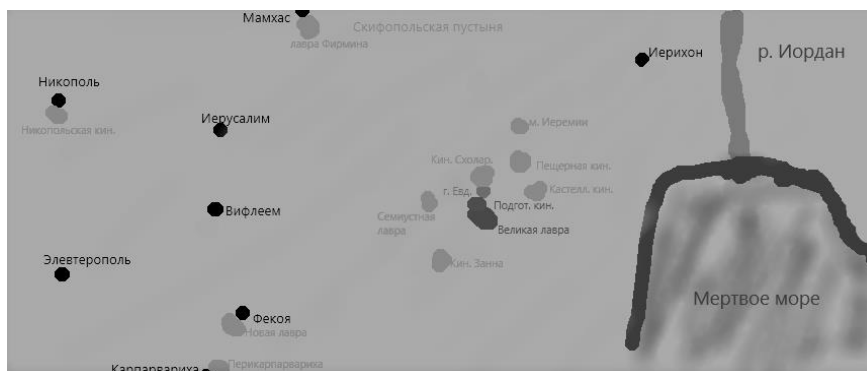 Мамхас
Скифопольская пустыня
лавра Фирмина
Иерихон
р. Иордан
Никополь
Никопольская кин.
Иерусалим
м. Иеремии
Кин. Схолар.
Пещерная кин.
г. Евд.
Кастелл. кин.
Подгот. кин.
Семиустная
лавра
Великая лавра
Вифлеем
Элевтерополь
Кин. Занна
Мертвое море
Фекоя
Новая лавра
Перикарпарвариха
Карпарвариха